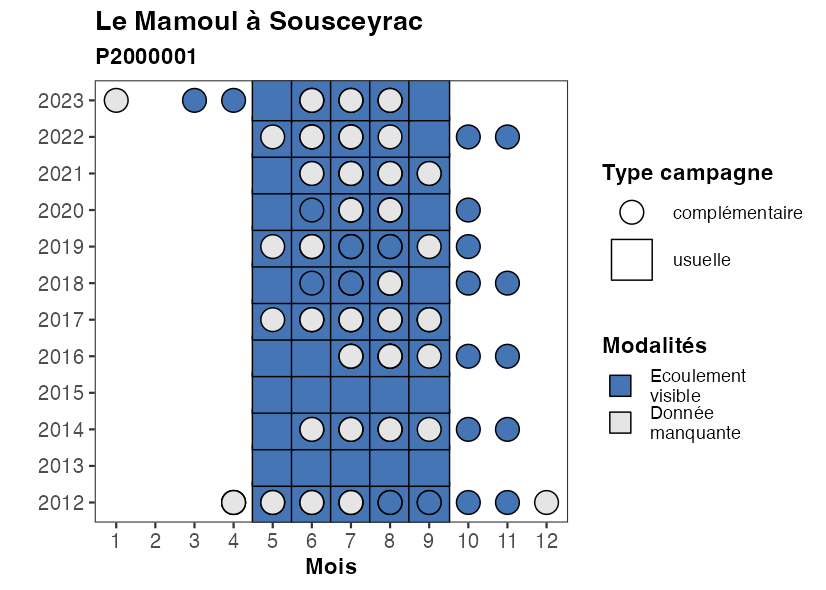 Le Mamoul à Sousceyrac
P2000001
2023
2022
2021
2020
2019
2018
2017
2016
2015
2014
2013
2012
1 2 3 4 5 6 7 8 9 10 11 12
Mois
Type campagne
complémentaire
usuelle
Modalités
Ecoulement
visible
Donnée
manquante